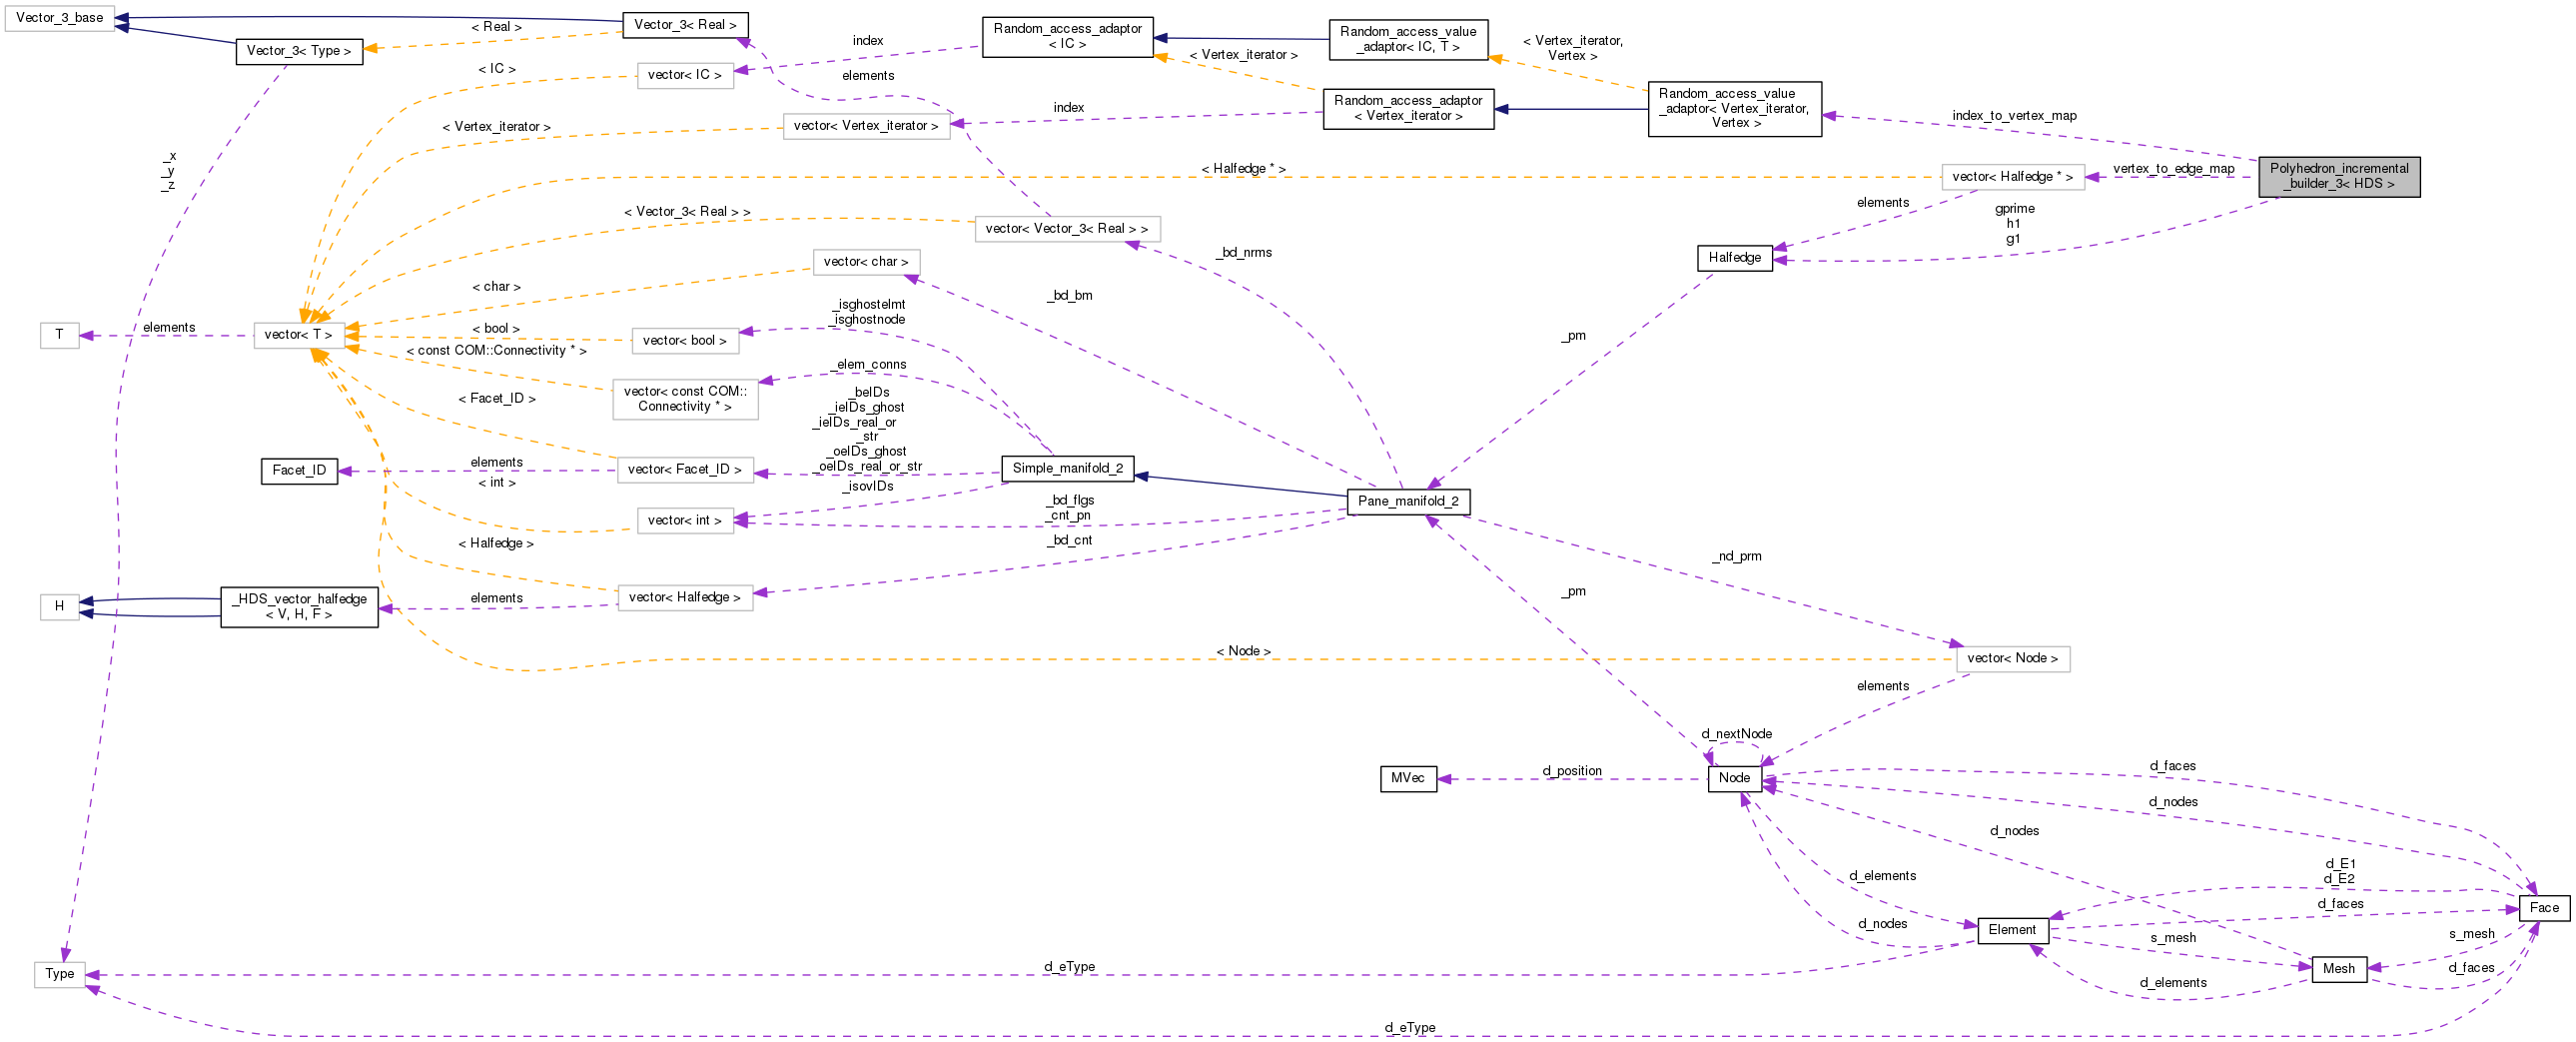 Vector_3_base
Vector_3< Real >
< Real >
Vector_3< Type >
_x
_y
_z
< IC >
vector< IC >
index
elements
Random_access_adaptor
< IC >
Random_access_value
_adaptor< IC, T >
< Vertex_iterator,
Vertex >
< Vertex_iterator >
Random_access_adaptor
< Vertex_iterator >
Random_access_value
_adaptor< Vertex_iterator,
Vertex >
index_to_vertex_map
index
vector< Vertex_iterator >
< Vertex_iterator >
Polyhedron_incremental
_builder_3< HDS >
vertex_to_edge_map
vector< Halfedge * >
< Halfedge * >
elements
gprime
h1
g1
Halfedge
< Vector_3< Real > >
vector< Vector_3< Real > >
_bd_nrms
vector< char >
< char >
_bd_bm
_isghostelmt
_isghostnode
T
elements
vector< T >
< bool >
vector< bool >
_pm
< const COM::Connectivity * >
vector< const COM::
Connectivity * >
_elem_conns
< Facet_ID >
_beIDs
_ieIDs_ghost
_ieIDs_real_or
_str
_oeIDs_ghost
_oeIDs_real_or_str
Facet_ID
elements
vector< Facet_ID >
Simple_manifold_2
< int >
_isovIDs
vector< int >
_bd_flgs
_cnt_pn
Pane_manifold_2
< Halfedge >
_bd_cnt
_nd_prm
H
_HDS_vector_halfedge
< V, H, F >
elements
vector< Halfedge >
_pm
< Node >
vector< Node >
elements
d_nextNode
MVec
d_position
Node
d_faces
d_nodes
d_nodes
d_elements
d_E1
d_E2
d_nodes
Element
d_faces
Face
s_mesh
s_mesh
Type
d_eType
Mesh
d_faces
d_elements
d_eType